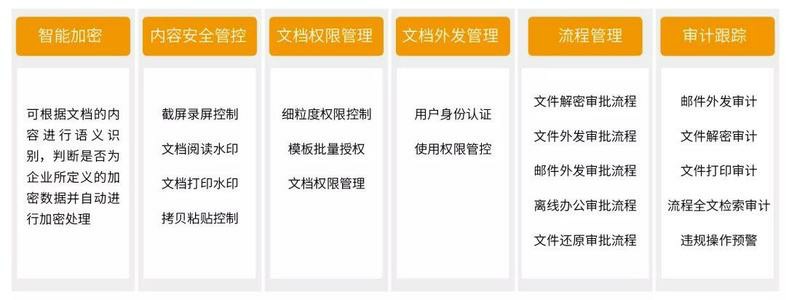 智能加密
可根据文档的内
容进行语义识
别，判断是否为
企业所定义的加
密数据并自动进
行加密处理
内容安全管控
截屏录屏控制
文档阅读水印
文档打印水印
拷贝粘贴控制
文档权限管理
细粒度权限控制
模板批量授权
文档权限管理
文档外发管理
用户身份认证
使用权限管控
流程管理
文件解密审批流程
文件外发审批流程
邮件外发审批流程
离线办公审批流程
文件还原审批流程
审计跟踪
邮件外发审计
文件解密审计
文件打印审计
流程全文检索审计
违规操作预警